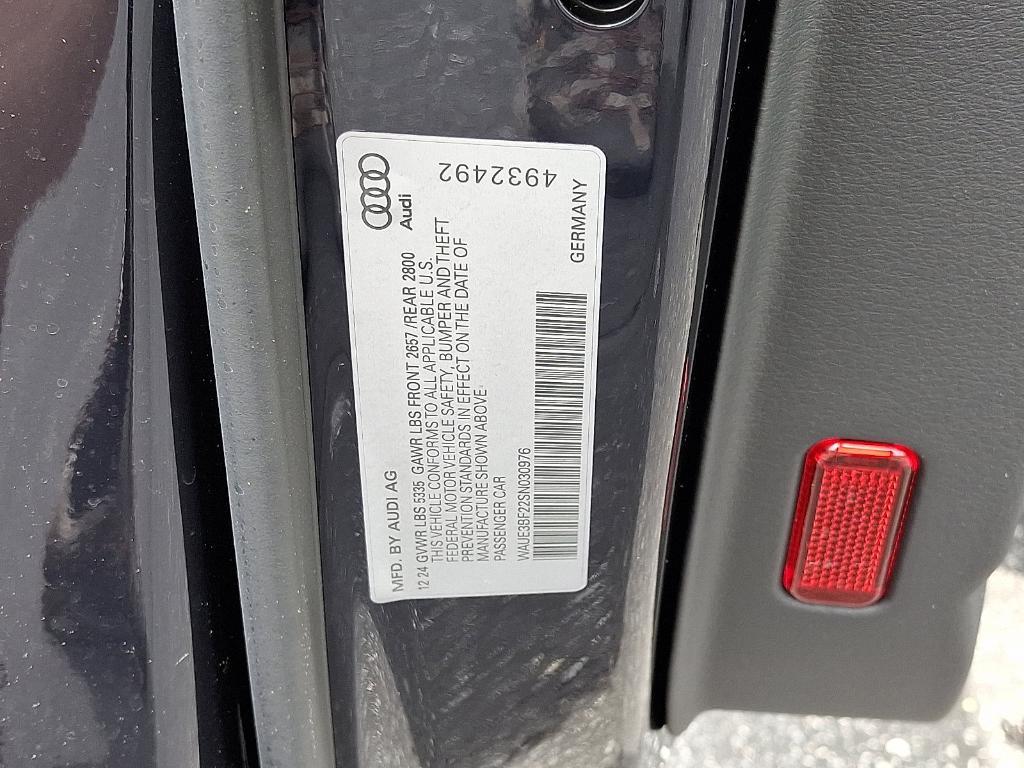 Audi
4932492
MFD. BY AUDI AG
12 24 GVWR LBS 5335 GAWR LBS FRONT 2657 /REAR 2800
THIS VEHICLE CONFORMS TO ALL APPLICABLE U.S.
FEDERAL MOTOR VEHICLE SAFETY, BUMPER AND THEFT
PREVENTION STANDARDS IN EFFECT ON THE DATE OF
MANUFACTURE SHOWN ABOVE.
PASSENGER CAR
WAUE3BF22SN030976
GERMANY